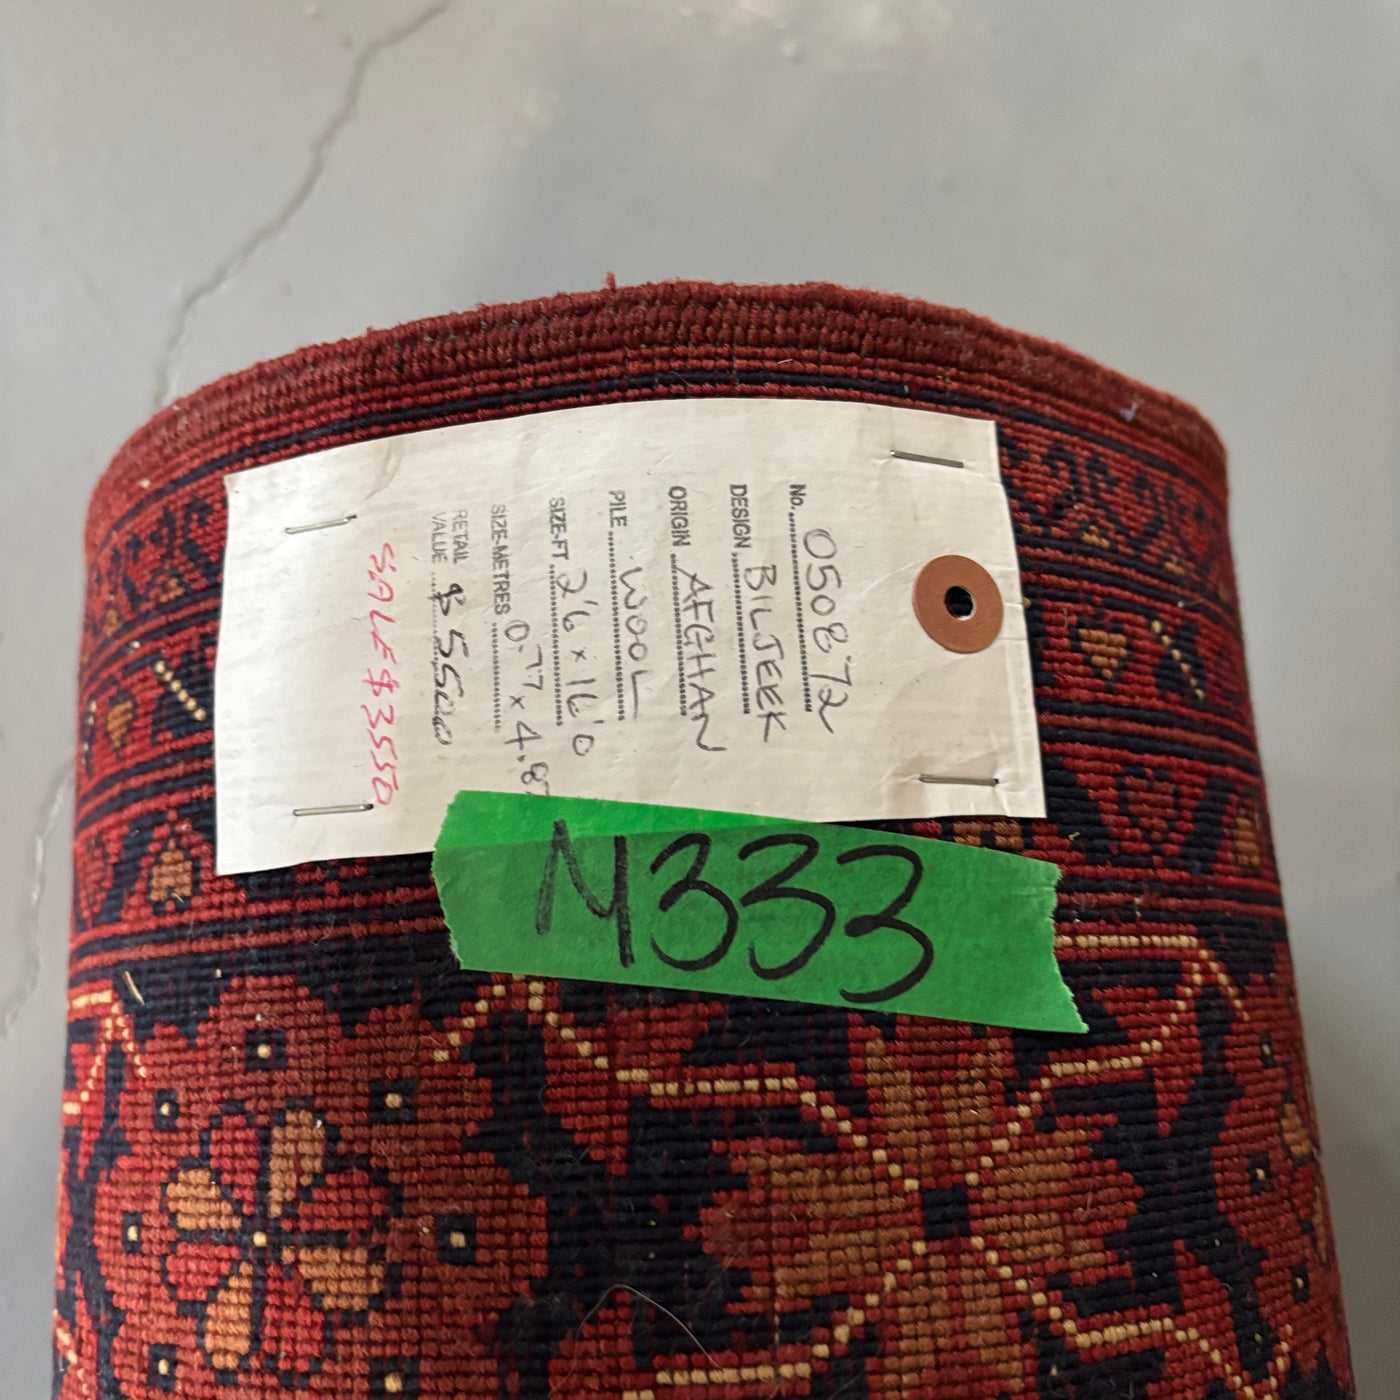 No. 050872
DESIGN BILJEEK
ORIGIN AFGHAN
PILE WOOL
SIZE-FT 2'6 x 16'0
SIZE-METRES 0.77 x 4.87
RETAIL VALUE $5500
SALE $3550
M333